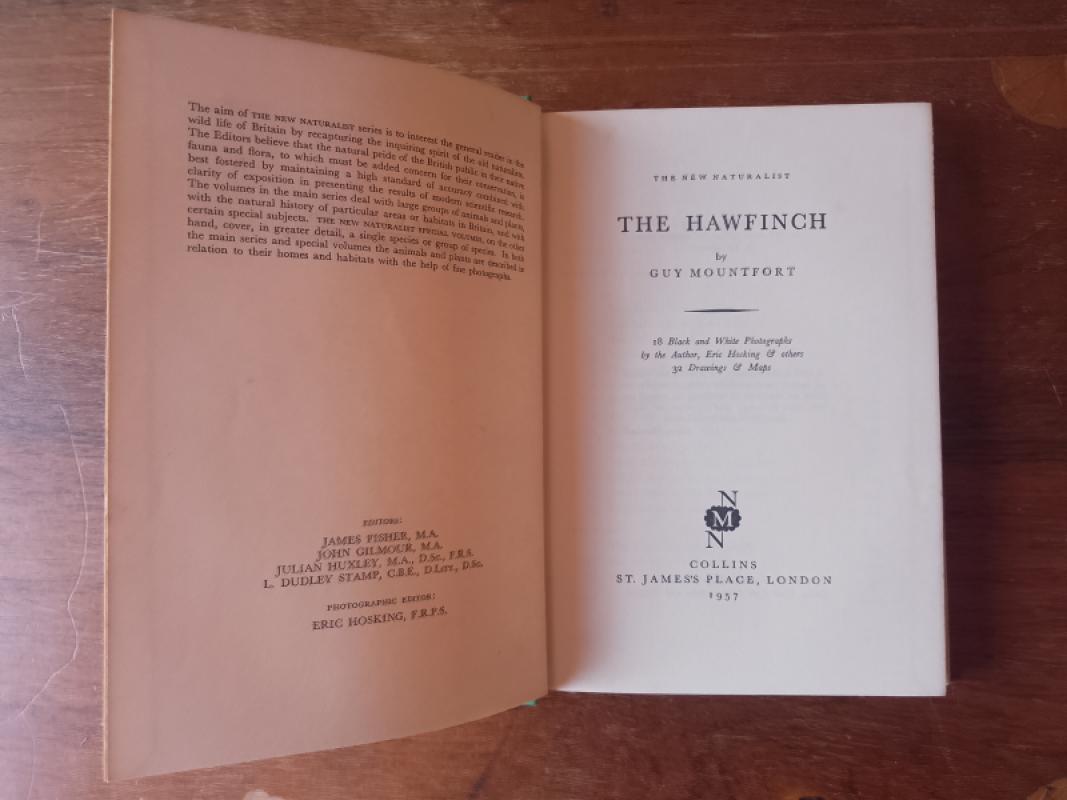 The aim of THE NEW NATURALIST series is to interest the general reader in the
wild life of Britain by recapturing the inquiring spirit of the old naturalists.
The Editors believe that the natural pride of the British public in their native
fauna and flora, to which must be added concern for their conservation, is
best fostered by maintaining a high standard of accuracy combined with
clarity of exposition in presenting the results of modern scientific research.
The volumes in the main series deal with large groups of animals and plants,
with the natural history of particular areas or habitats in Britain, and with
certain special subjects. THE NEW NATURALIST SPECIAL VOLUMES, on the other
hand, cover, in greater detail, a single species or group of species. In both
the main series and special volumes the animals and plants are described in
relation to their homes and habitats with the help of fine photographs.
EDITORS:
JAMES FISHER, M.A.
JOHN GILMOUR, M.A.
JULIAN HUXLEY, M.A., D.Sc., F.R.S.
L. DUDLEY STAMP, C.B.E., D.Litt., D.Sc.
PHOTOGRAPHIC EDITOR:
ERIC HOSKING, F.R.P.S.
THE NEW NATURALIST
THE HAWFINCH
by
GUY MOUNTFORT
18 Black and White Photographs
by the Author, Eric Hosking & others
32 Drawings & Maps
N
M
N
COLLINS
ST. JAMES'S PLACE, LONDON
1957